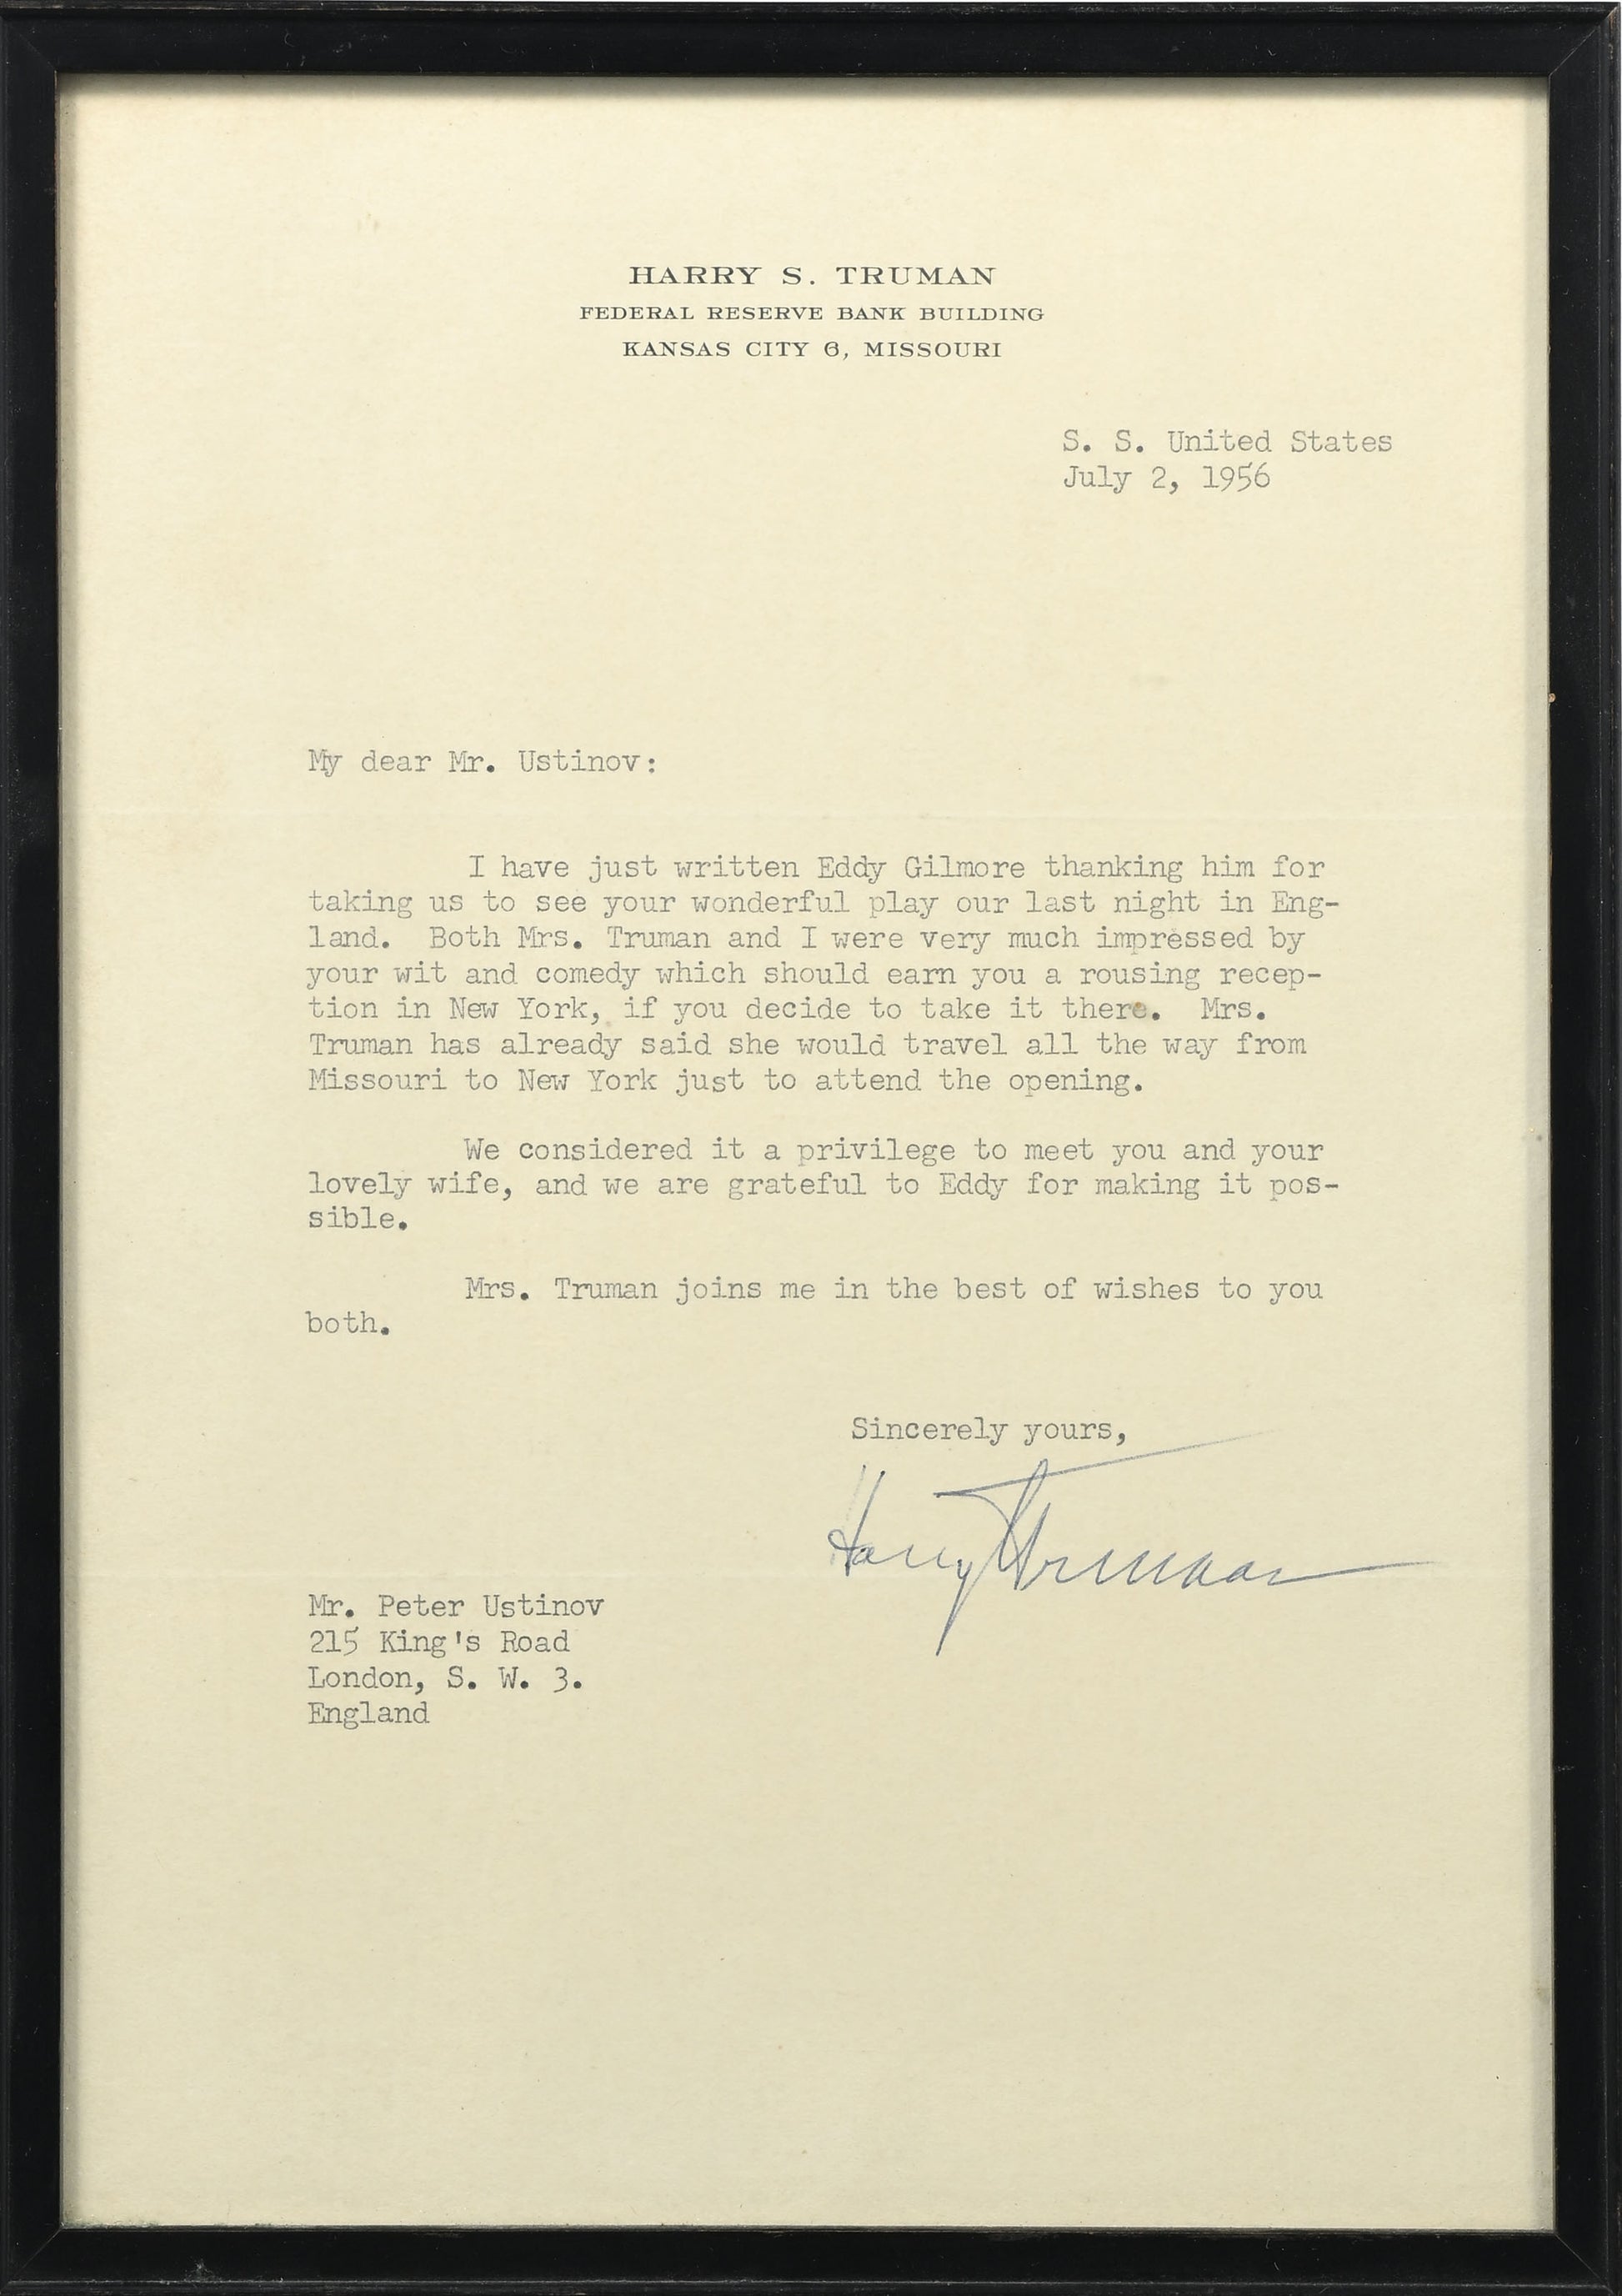 HARRY S. TRUMAN
FEDERAL RESERVE BANK BUILDING
KANSAS CITY 6, MISSOURI
S. S. United States
July 2, 1956
My dear Mr. Ustinov:
I have just written Eddy Gilmore thanking him for
taking us to see your wonderful play our last night in Eng-
land. Both Mrs. Truman and I were very much impressed by
your wit and comedy which should earn you a rousing recep-
tion in New York, if you decide to take it there. Mrs.
Truman has already said she would travel all the way from
Missouri to New York just to attend the opening.
We considered it a privilege to meet you and your
lovely wife, and we are grateful to Eddy for making it pos-
sible.
Mrs. Truman joins me in the best of wishes to you
both.
Sincerely yours,
Harry Truman
Mr. Peter Ustinov
215 King's Road
London, S. W. 3.
England